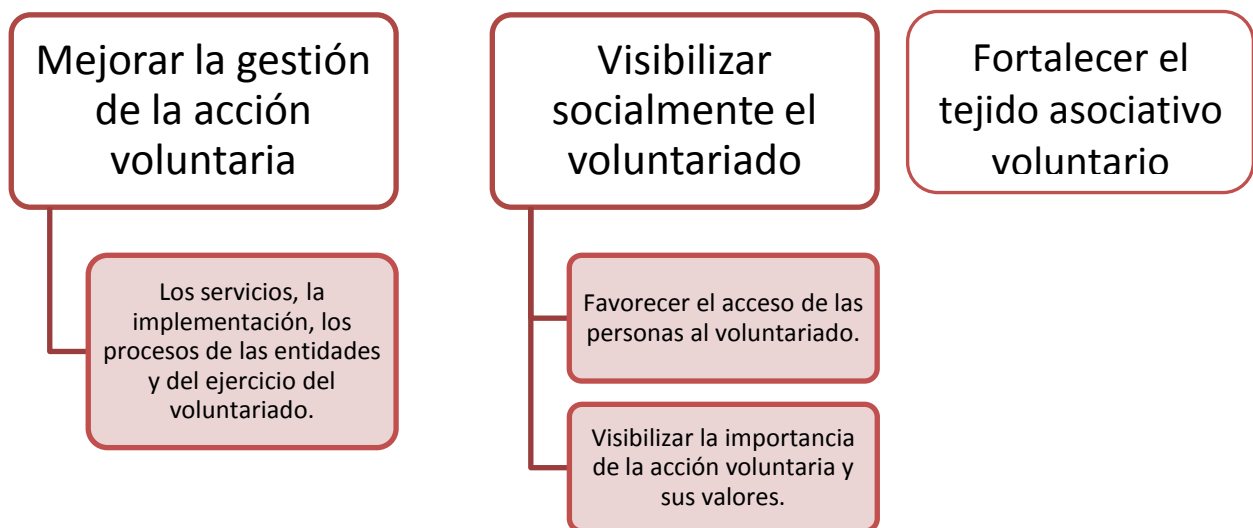 Mejorar la gestión
de la acción
voluntaria
Los servicios, la
implementación, los
procesos de las entidades
y del ejercicio del
voluntariado.
Visibilizar
socialmente el
voluntariado
Favorecer el acceso de las
personas al voluntariado.
Visibilizar la importancia
de la acción voluntaria y
sus valores.
Fortalecer el
tejido asociativo
voluntario